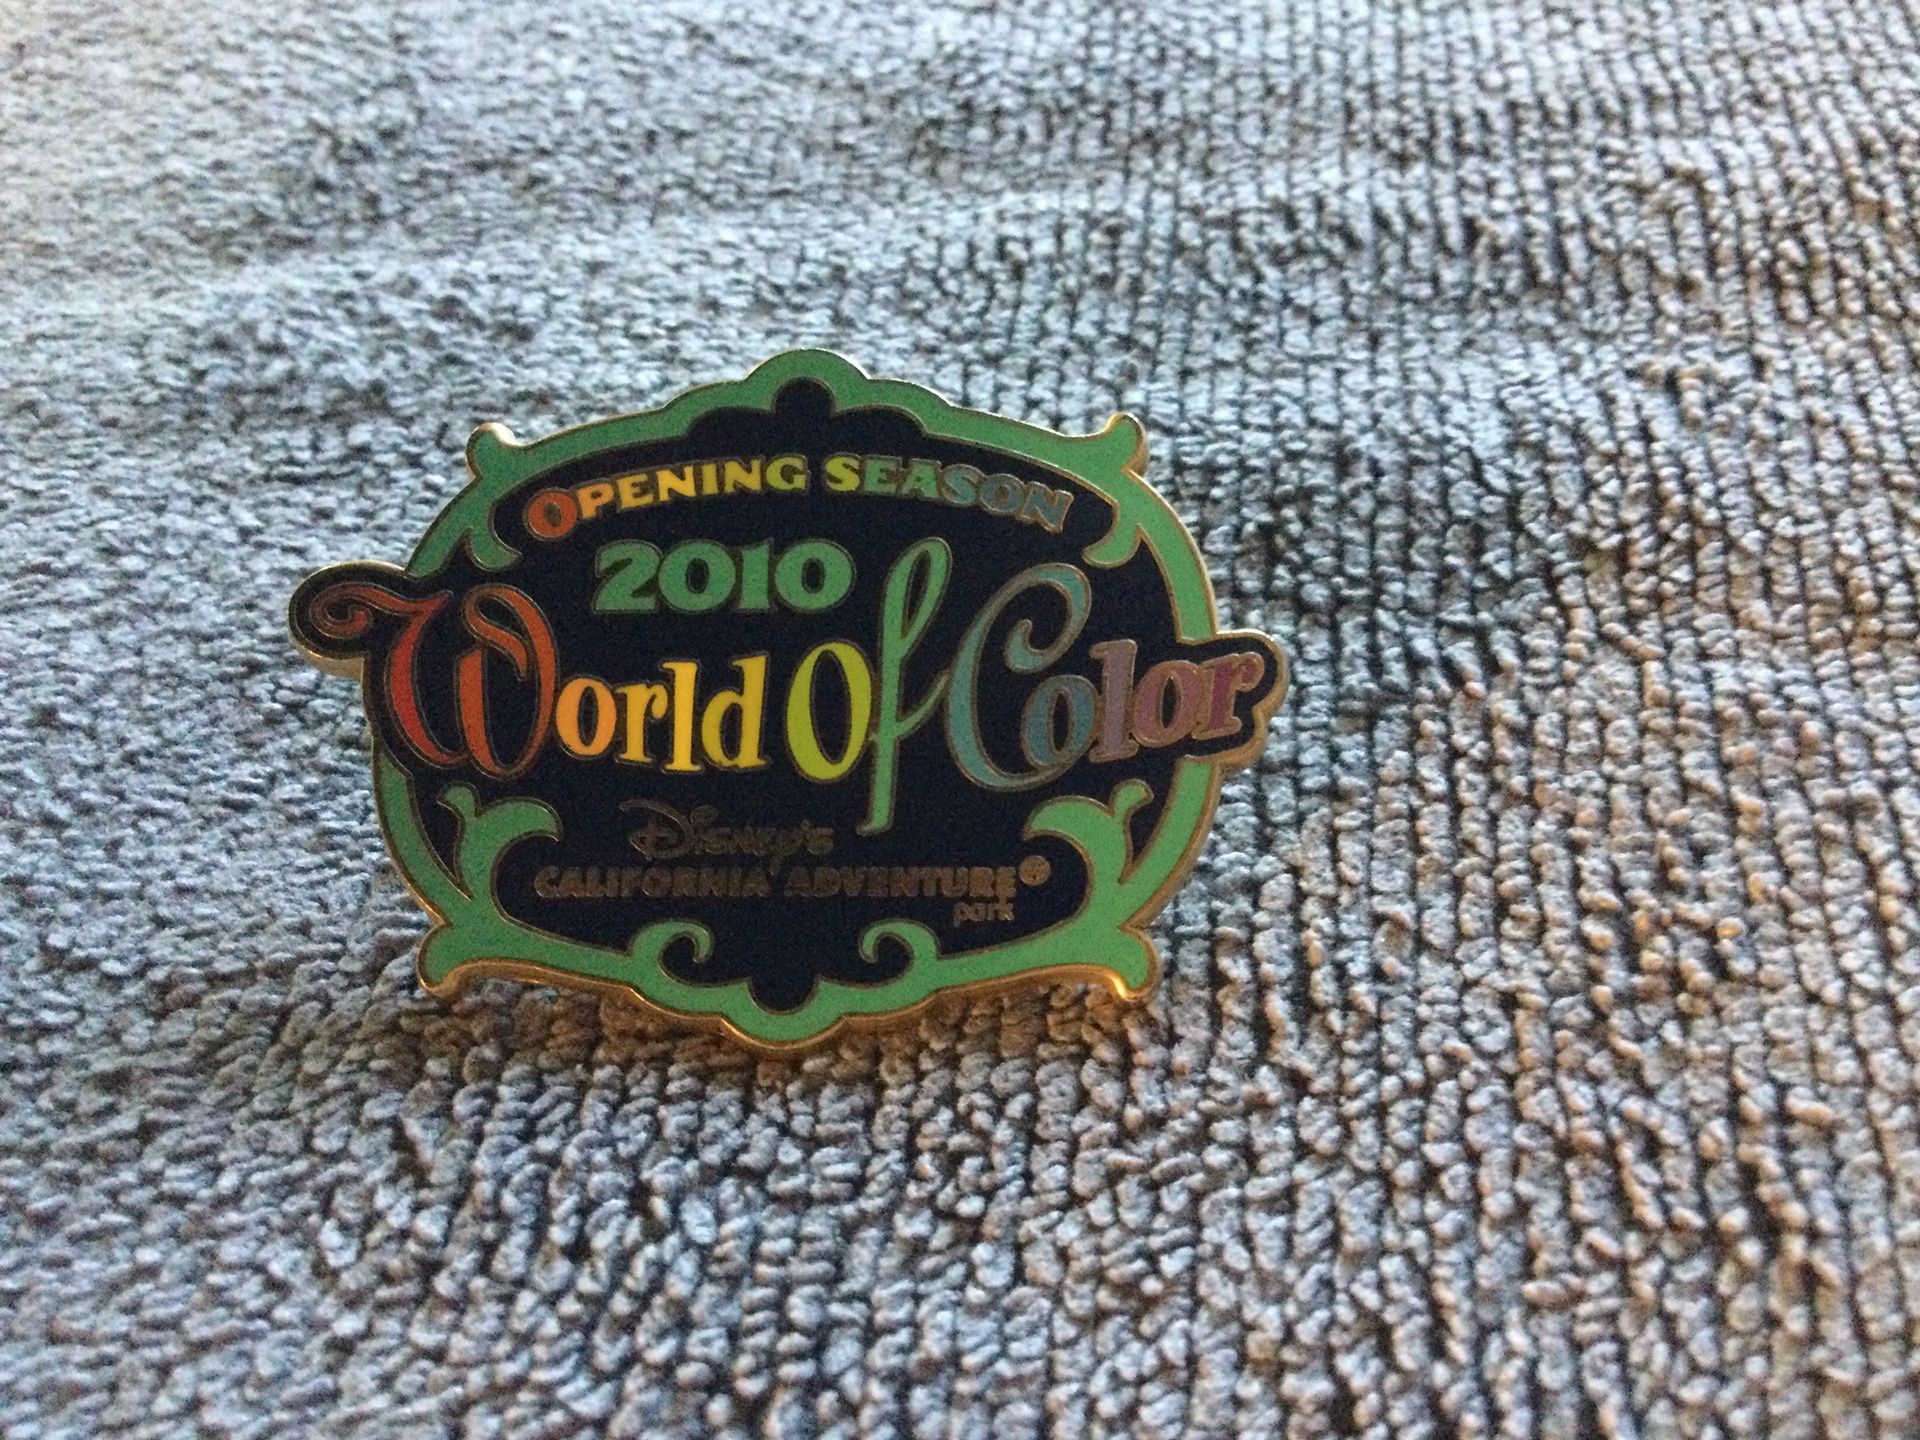 OPENING SEASON
2010
World Of Color
Disney's
CALIFORNIA ADVENTURE®
park